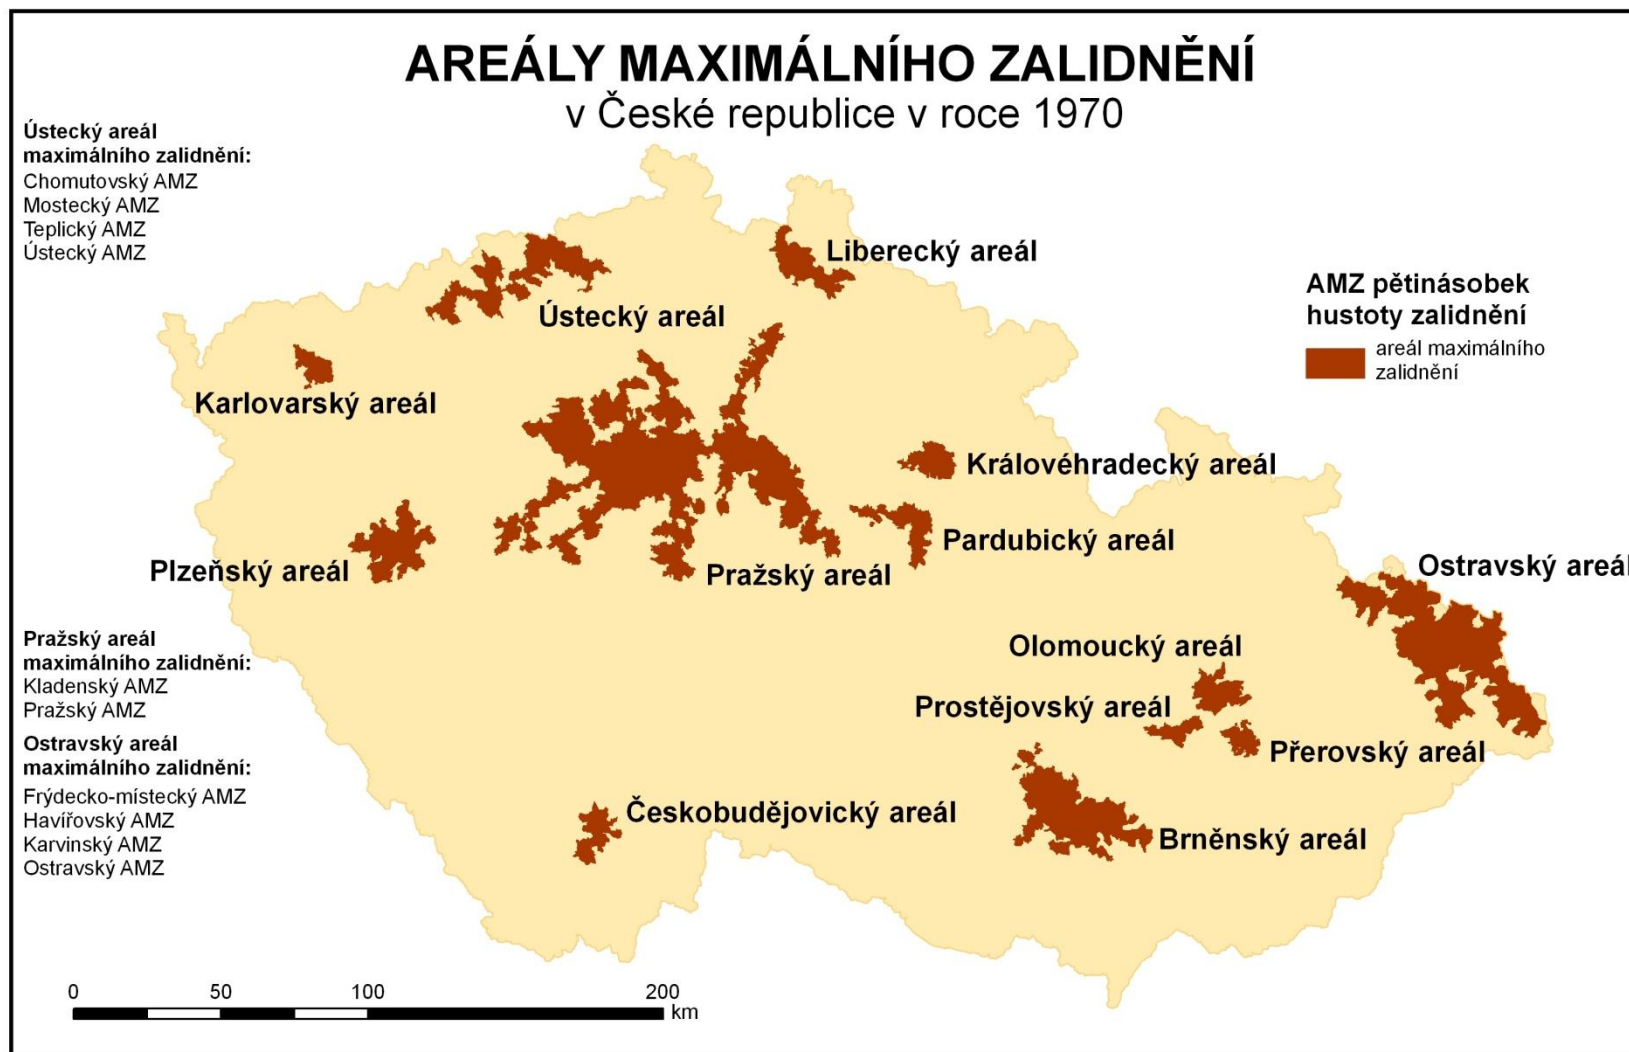 AREÁLY MAXIMÁLNÍHO ZALIDNĚNÍ
v České republice v roce 1970
Ústecký areál
maximálního zalidnění:
Chomutovský AMZ
Mostecký AMZ
Teplický AMZ
Ústecký AMZ
Liberecký areál
Ústecký areál
AMZ pětinásobek
hustoty zalidnění
areál maximálního
zalidnění
Karlovarský areál
Královéhradecký areál
Pardubický areál
Plzeňský areál
Pražský areál
Ostravský areál
Pražský areál
maximálního zalidnění:
Kladenský AMZ
Pražský AMZ
Ostravský areál
maximálního zalidnění:
Frýdecko-místecký AMZ
Havířovský AMZ
Karvinský AMZ
Ostravský AMZ
Olomoucký areál
Prostějovský areál
Přerovský areál
Českobudějovický areál
Brněnský areál
0 50 100 200
km